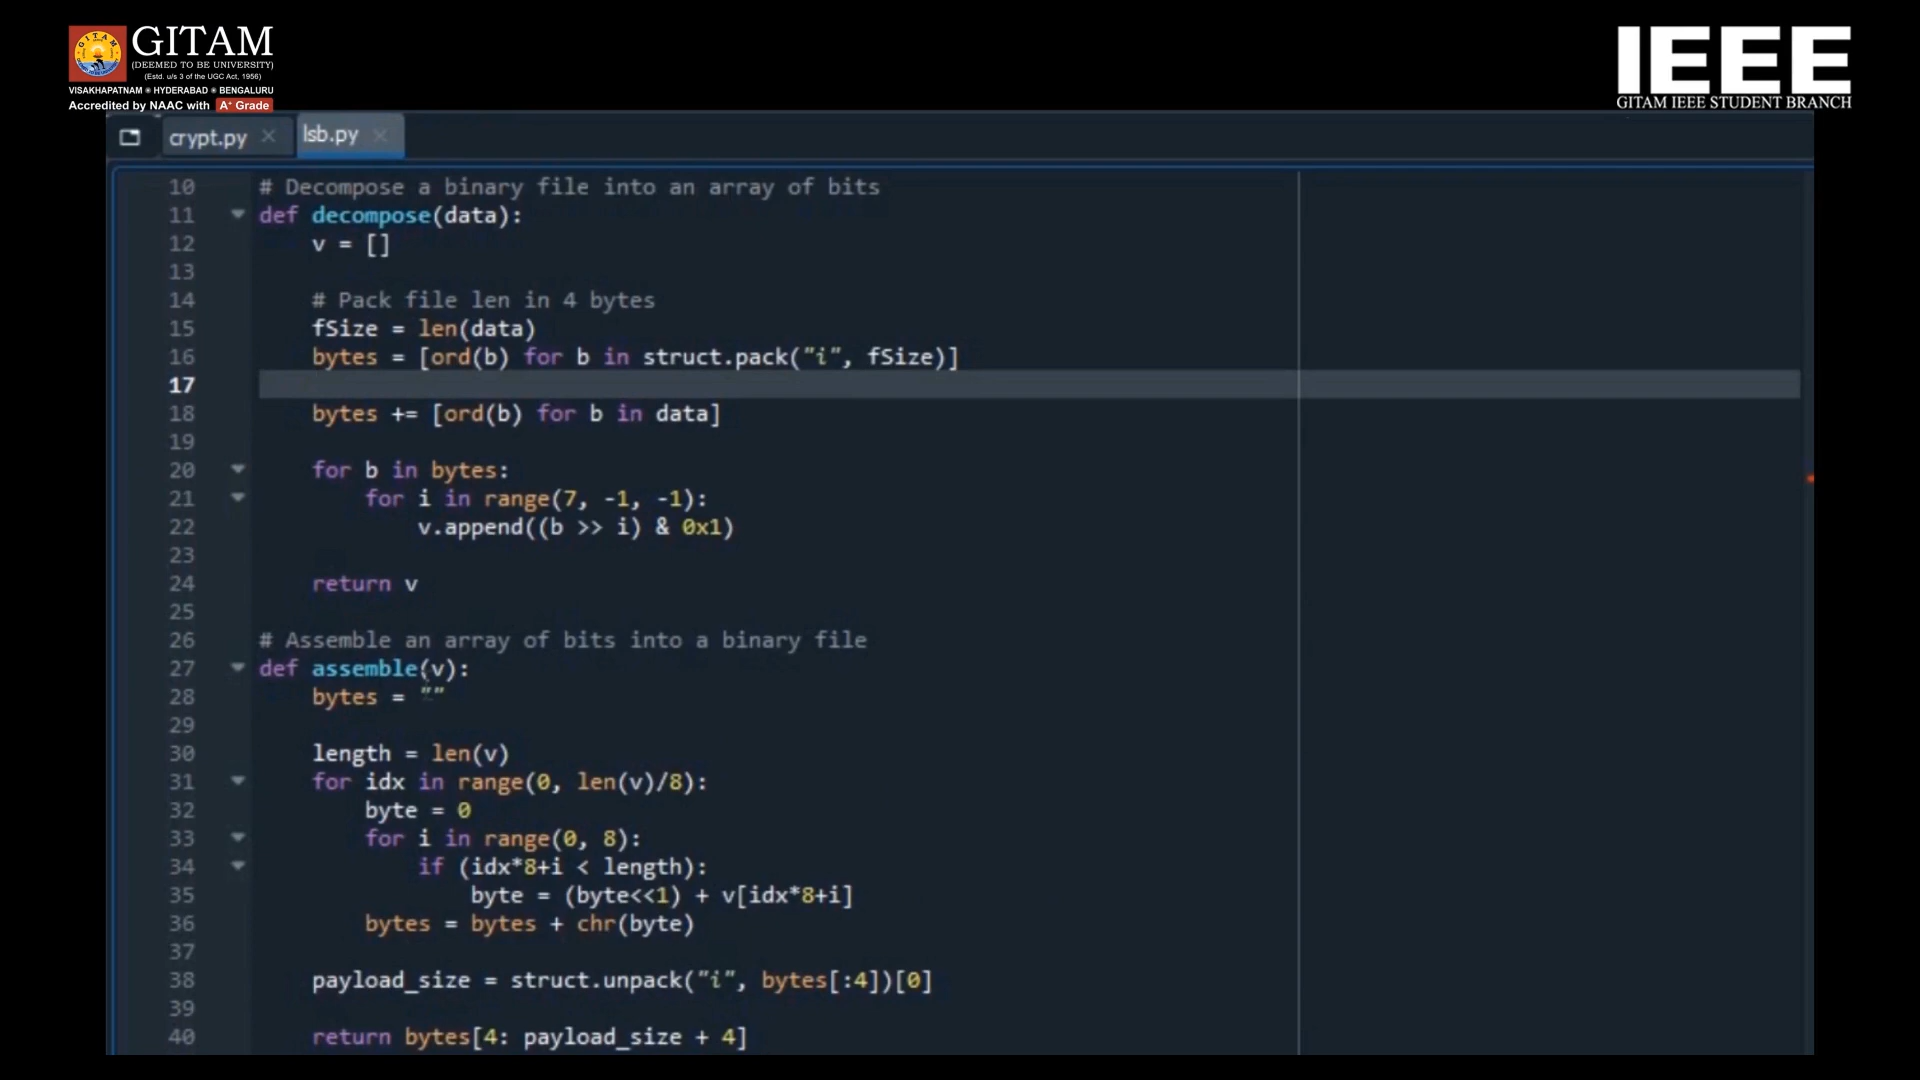 GITAM
(DEEMED TO BE UNIVERSITY)
(Estd. u/s 3 of the UGC Act, 1956)
VISAKHAPATNAM * HYDERABAD * BENGALURU
Accredited by NAAC with A+ Grade
IEEE
GITAM IEEE STUDENT BRANCH
crypt.py × lsb.py ×
10 # Decompose a binary file into an array of bits
11 def decompose(data):
12     v = []
13
14     # Pack file len in 4 bytes
15     fSize = len(data)
16     bytes = [ord(b) for b in struct.pack("i", fSize)]
17
18     bytes += [ord(b) for b in data]
19
20     for b in bytes:
21         for i in range(7, -1, -1):
22             v.append((b >> i) & 0x1)
23
24     return v
25
26 # Assemble an array of bits into a binary file
27 def assemble(v):
28     bytes = ""
29
30     length = len(v)
31     for idx in range(0, len(v)/8):
32         byte = 0
33         for i in range(0, 8):
34             if (idx*8+i < length):
35                 byte = (byte<<1) + v[idx*8+i]
36         bytes = bytes + chr(byte)
37
38     payload_size = struct.unpack("i", bytes[:4])[0]
39
40     return bytes[4: payload_size + 4]